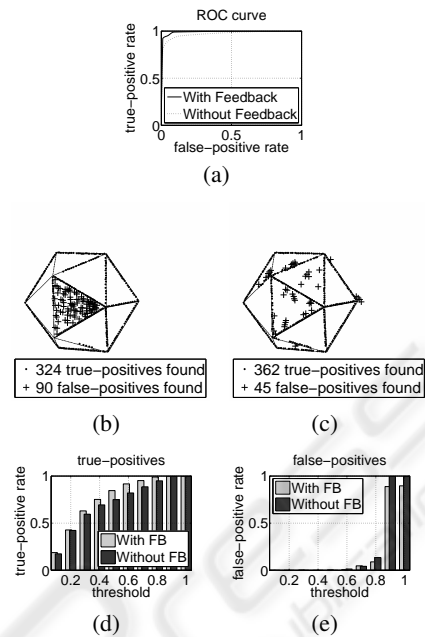 ROC curve
true-positive rate
1
0.5
0
With Feedback
Without Feedback
0.5
1
false-positive rate
(a)
· 324 true-positives found
+ 90 false-positives found
(b)
· 362 true-positives found
+ 45 false-positives found
(c)
true-positives
true-positive rate
1
0.5
0
With FB
Without FB
0.2 0.4 0.6 0.8 1
threshold
(d)
false-positives
false-positive rate
1
0.5
0
With FB
Without FB
0.2 0.4 0.6 0.8 1
threshold
(e)